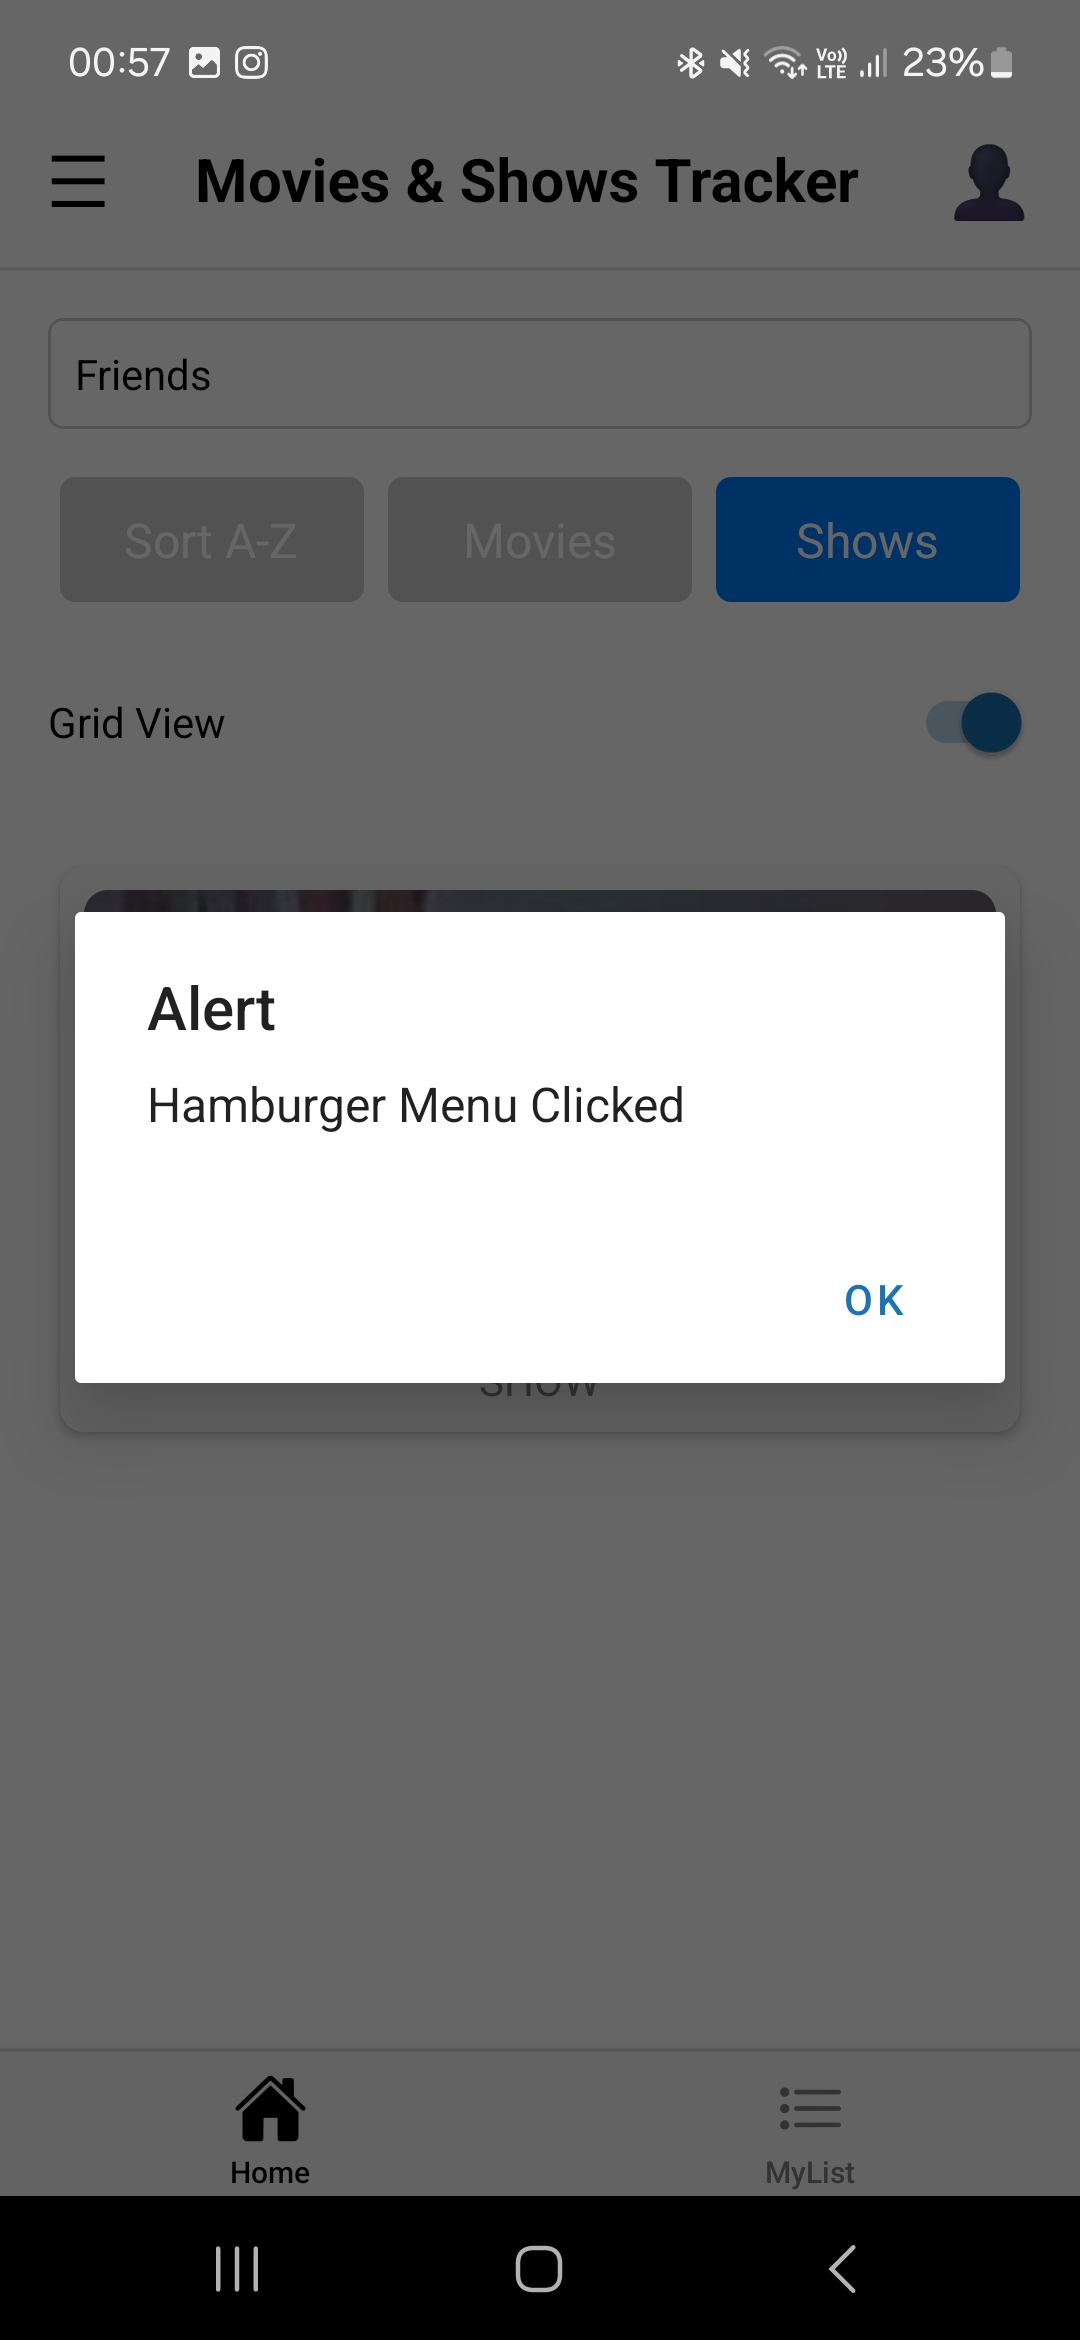 00:57
Vo)) LTE
23%
Movies & Shows Tracker
Friends
Sort A-Z
Movies
Shows
Grid View
Alert
Hamburger Menu Clicked
OK
SHOW
Home
MyList